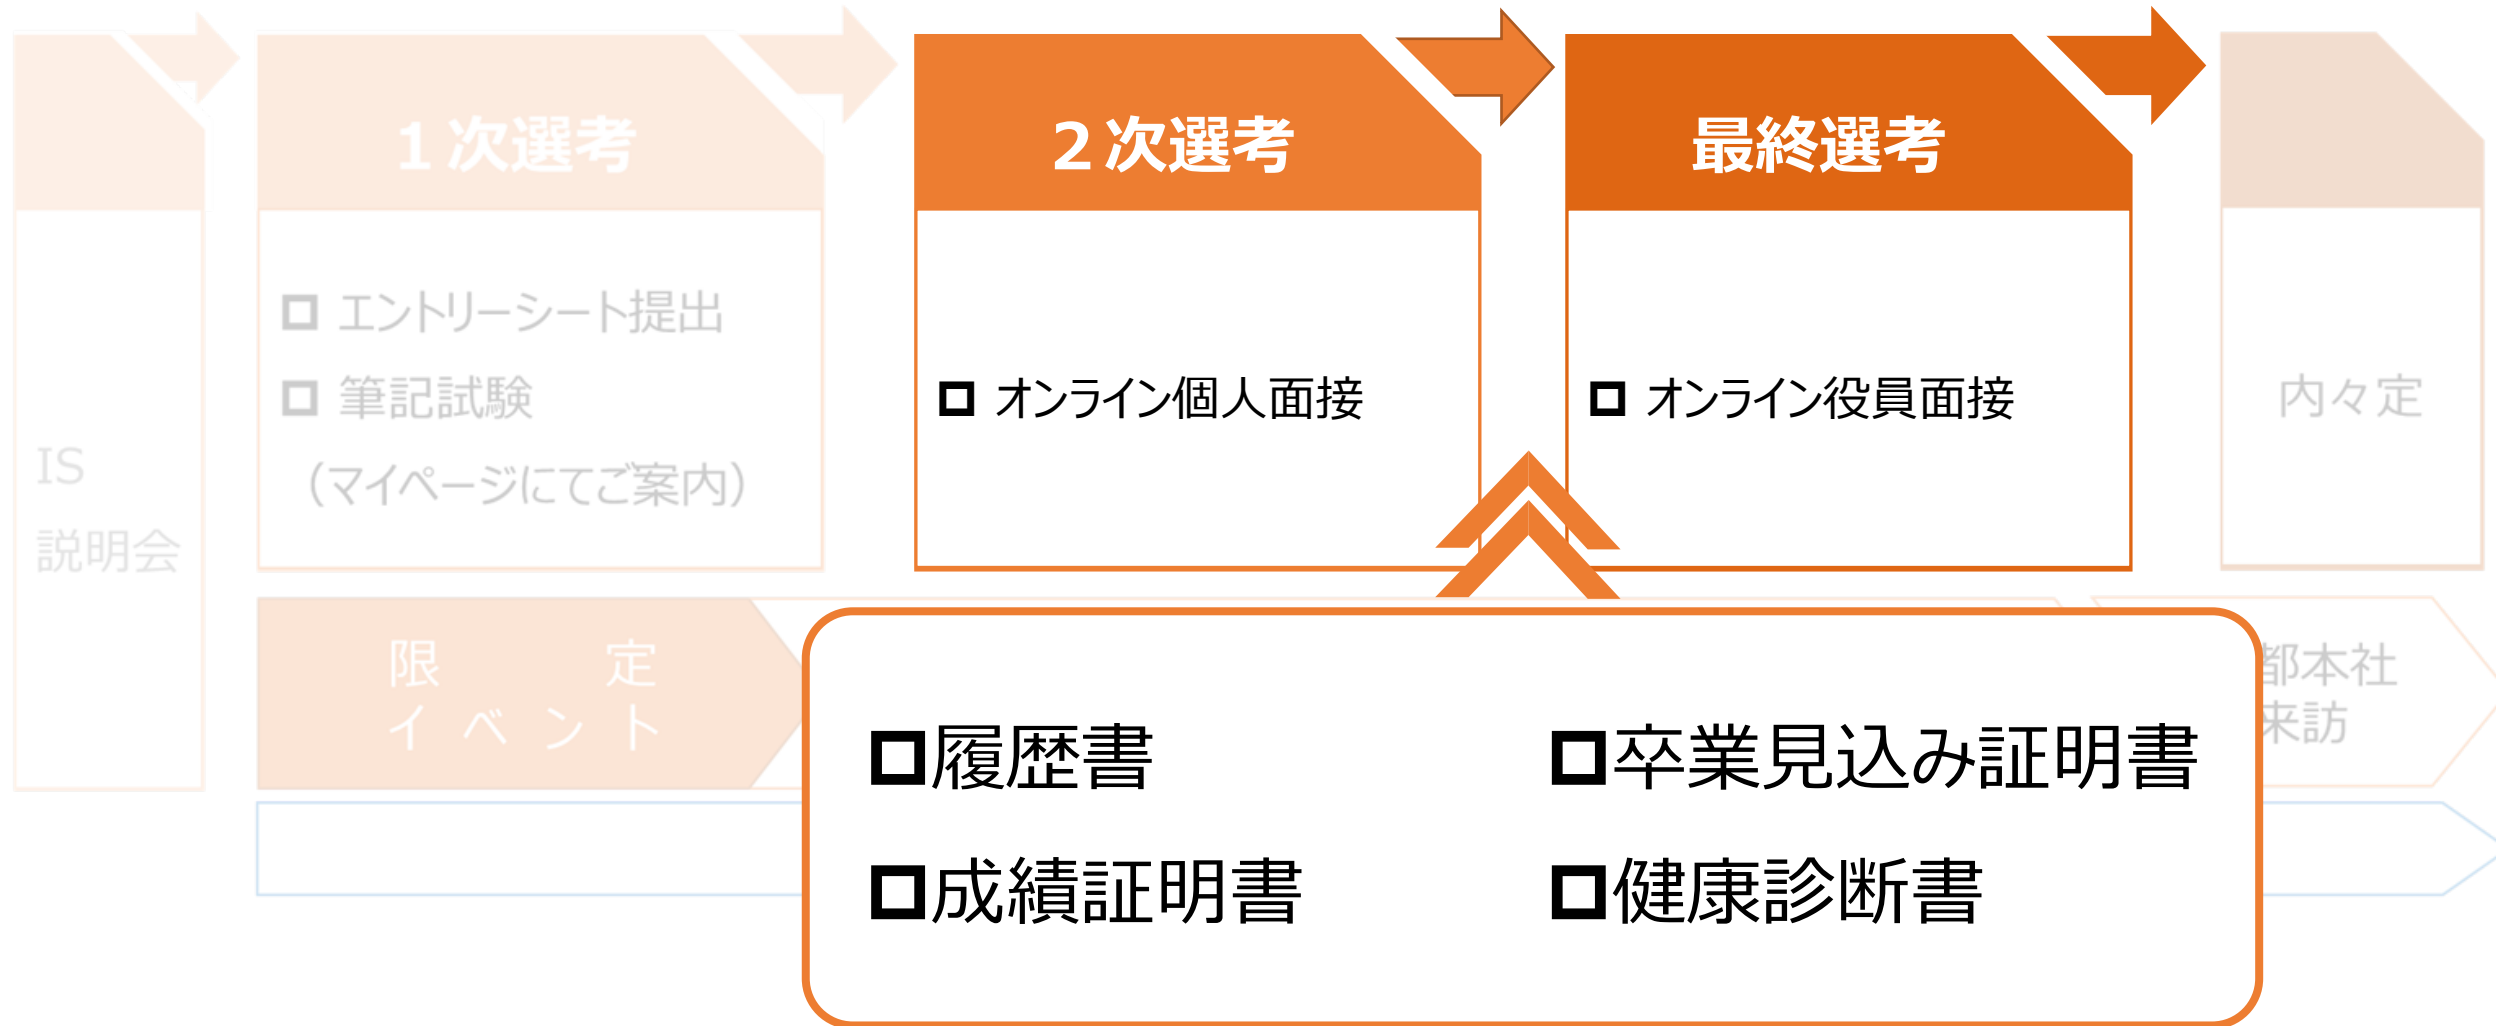 IS
説明会
1次選考
エントリーシート提出
筆記試験
（マイページにてご案内）
2次選考
オンライン個人面接
最終選考
オンライン役員面接
内々定
限定
イベント
本社
来訪
履歴書
卒業見込み証明書
成績証明書
健康診断書